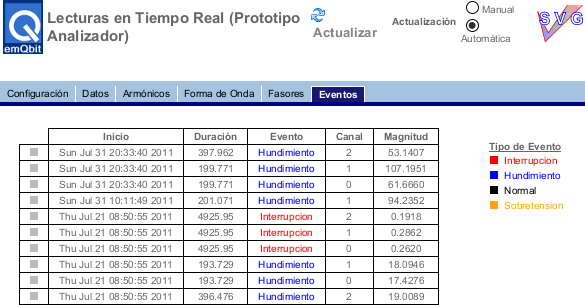 emQbit
Lecturas en Tiempo Real (Prototipo
Analizador)
Actualizar
Actualización
Manual
Automática
SVG
Configuración Datos Armónicos Forma de Onda Fasores Eventos
Inicio Duraciòn Evento Canal Magnitud
Sun Jul 31 20:33:40 2011 397.962 Hundimiento 2 53.1407
Sun Jul 31 20:33:40 2011 199.771 Hundimiento 1 107.1951
Sun Jul 31 20:33:40 2011 199.771 Hundimiento 0 61.6660
Sun Jul 31 10:11:49 2011 201.071 Hundimiento 1 94.2352
Thu Jul 21 08:50:55 2011 4925.95 Interrupcion 2 0.1918
Thu Jul 21 08:50:55 2011 4925.95 Interrupcion 1 0.2862
Thu Jul 21 08:50:55 2011 4925.95 Interrupcion 0 0.2620
Thu Jul 21 08:50:55 2011 193.729 Hundimiento 1 18.0946
Thu Jul 21 08:50:55 2011 193.729 Hundimiento 0 17.4276
Thu Jul 21 08:50:55 2011 396.476 Hundimiento 2 19.0089
Tipo de Evento
Interrupcion
Hundimiento
Normal
Sobretension